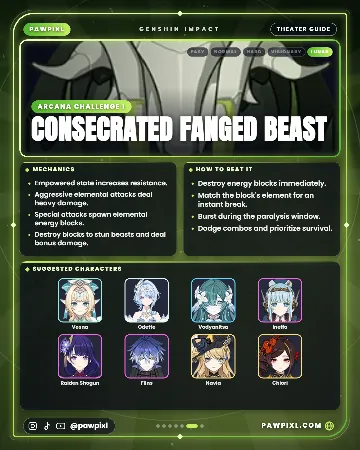 PAWPIXL
GENSHIN IMPACT
THEATER GUIDE
EASY NORMAL HARD VISIONARY LUNAR
ARCANA CHALLENGE I
CONSECRATED FANGED BEAST
MECHANICS
• Empowered state increases resistance.
• Aggressive elemental attacks deal
heavy damage.
• Special attacks spawn elemental
energy blocks.
• Destroy blocks to stun beasts and deal
bonus damage.
HOW TO BEAT IT
• Destroy energy blocks immediately.
• Match the block's element for an
instant break.
• Burst during the paralysis window.
• Dodge combos and prioritize survival.
SUGGESTED CHARACTERS
Odette
Vodyanitsa
Raiden Shogun
Flins
Navia
Chiori
@pawpixl
PAWPIXL.COM